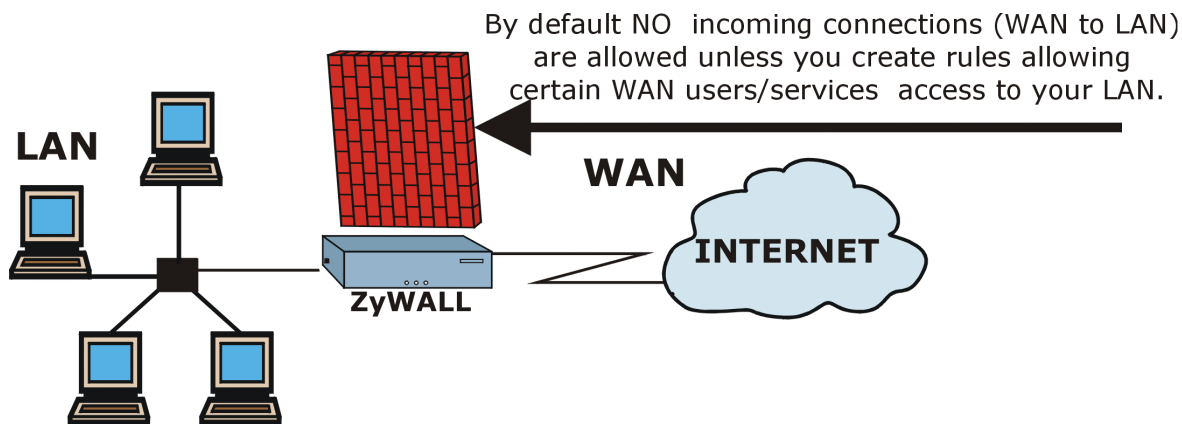 By default NO incoming connections (WAN to LAN)
are allowed unless you create rules allowing
certain WAN users/services access to your LAN.
LAN
WAN
INTERNET
ZyWALL